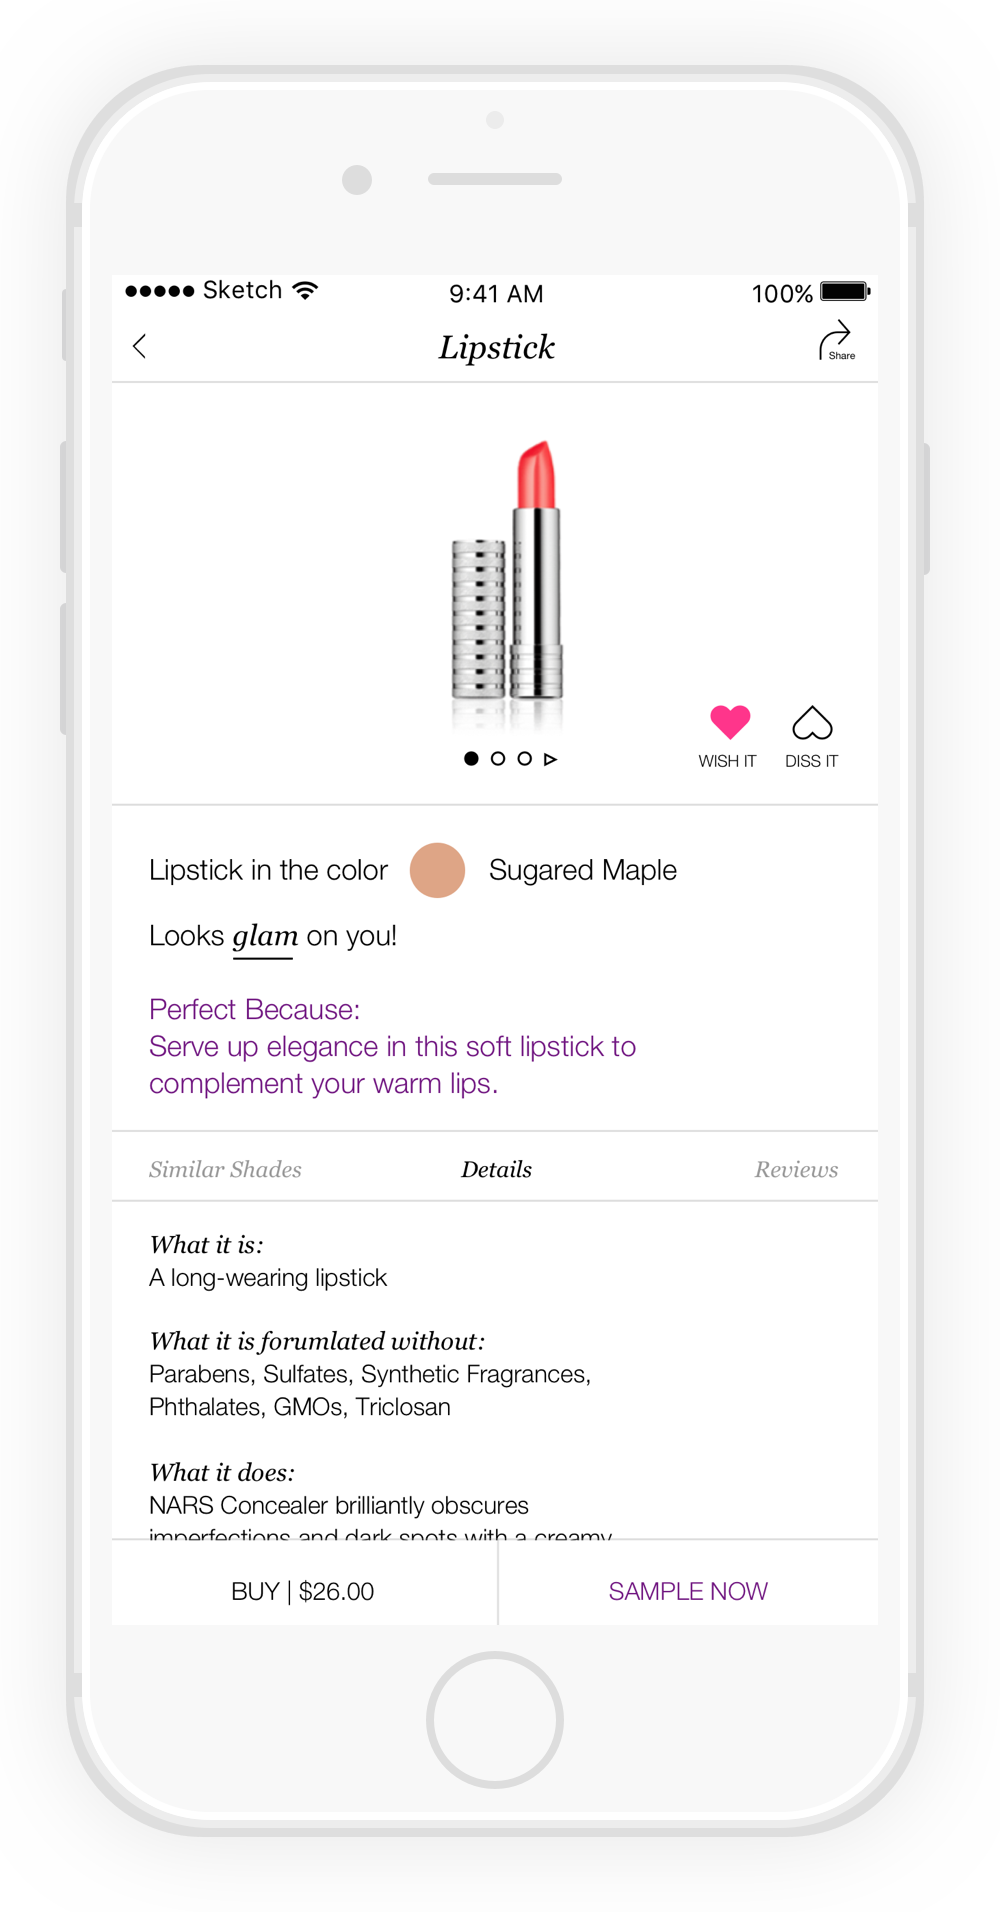 Sketch 9:41 AM 100%
Lipstick
Share
WISH IT DISS IT
Lipstick in the color Sugared Maple
Looks glam on you!
Perfect Because:
Serve up elegance in this soft lipstick to
complement your warm lips.
Similar Shades Details Reviews
What it is:
A long-wearing lipstick
What it is forumlated without:
Parabens, Sulfates, Synthetic Fragrances,
Phthalates, GMOs, Triclosan
What it does:
NARS Concealer brilliantly obscures
imperfections and dark spots with a creamy
BUY | $26.00 SAMPLE NOW